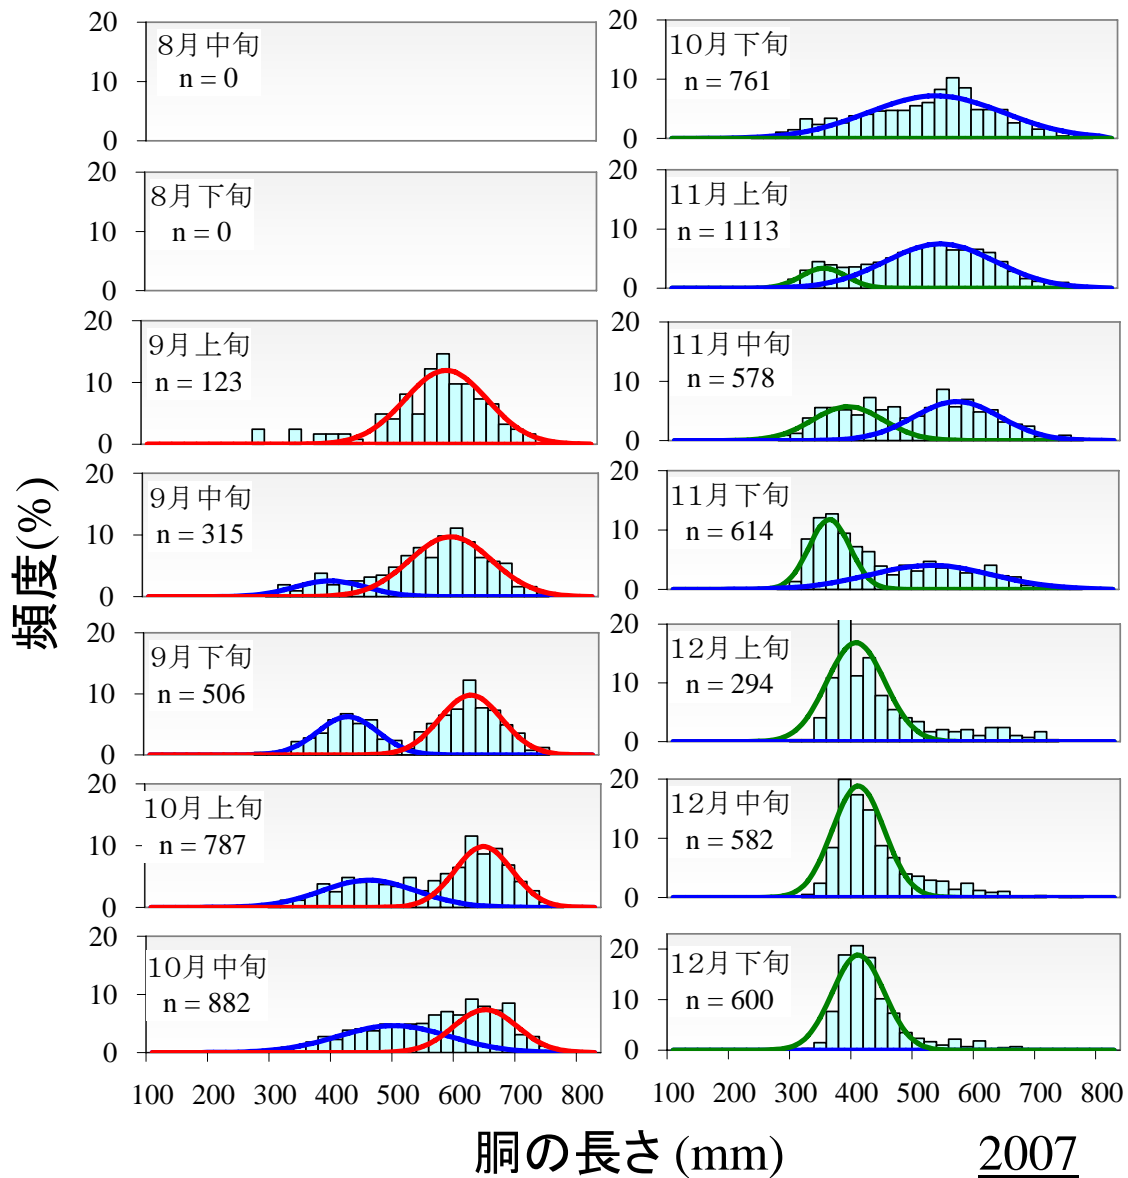 頻度(%)
20
10
0
8月中旬
n = 0
20
10
0
8月下旬
n = 0
20
10
0
9月上旬
n = 123
20
10
0
9月中旬
n = 315
20
10
0
9月下旬
n = 506
20
10
0
10月上旬
n = 787
20
10
0
10月中旬
n = 882
100 200 300 400 500 600 700 800
20
10
0
10月下旬
n = 761
20
10
0
11月上旬
n = 1113
20
10
0
11月中旬
n = 578
20
10
0
11月下旬
n = 614
20
10
0
12月上旬
n = 294
20
10
0
12月中旬
n = 582
20
10
0
12月下旬
n = 600
100 200 300 400 500 600 700 800
胴の長さ (mm)
2007